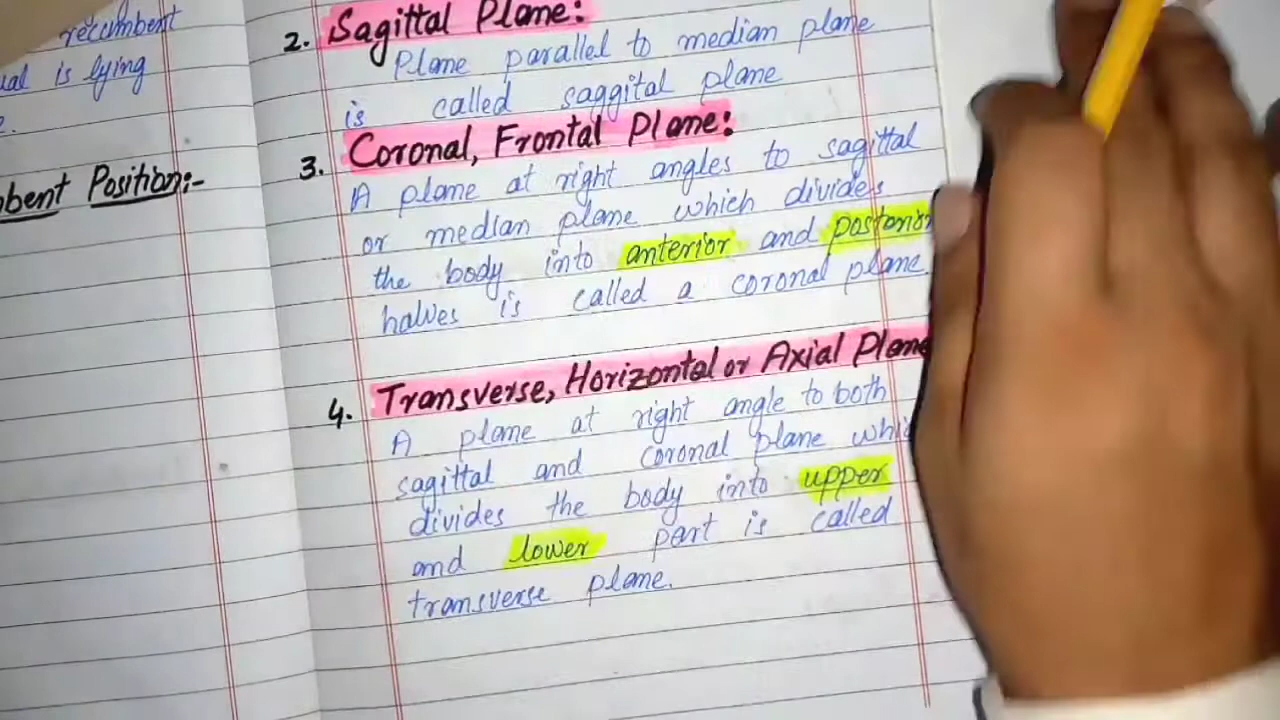 recumbent
ual is lying
e.
bent Position:-
2. Sagittal Plane:
Plane parallel to median plane
is called saggital plane
3. Coronal, Frontal Plane:
A plane at right angles to sagittal
or median plane which divides
the body into anterior and posterior
halves is called a coronal plane
4. Transverse, Horizontal or Axial Plane
A plane at right angle to both
sagittal and coronal plane whi
divides the body into upper
and lower part is called
transverse plane.